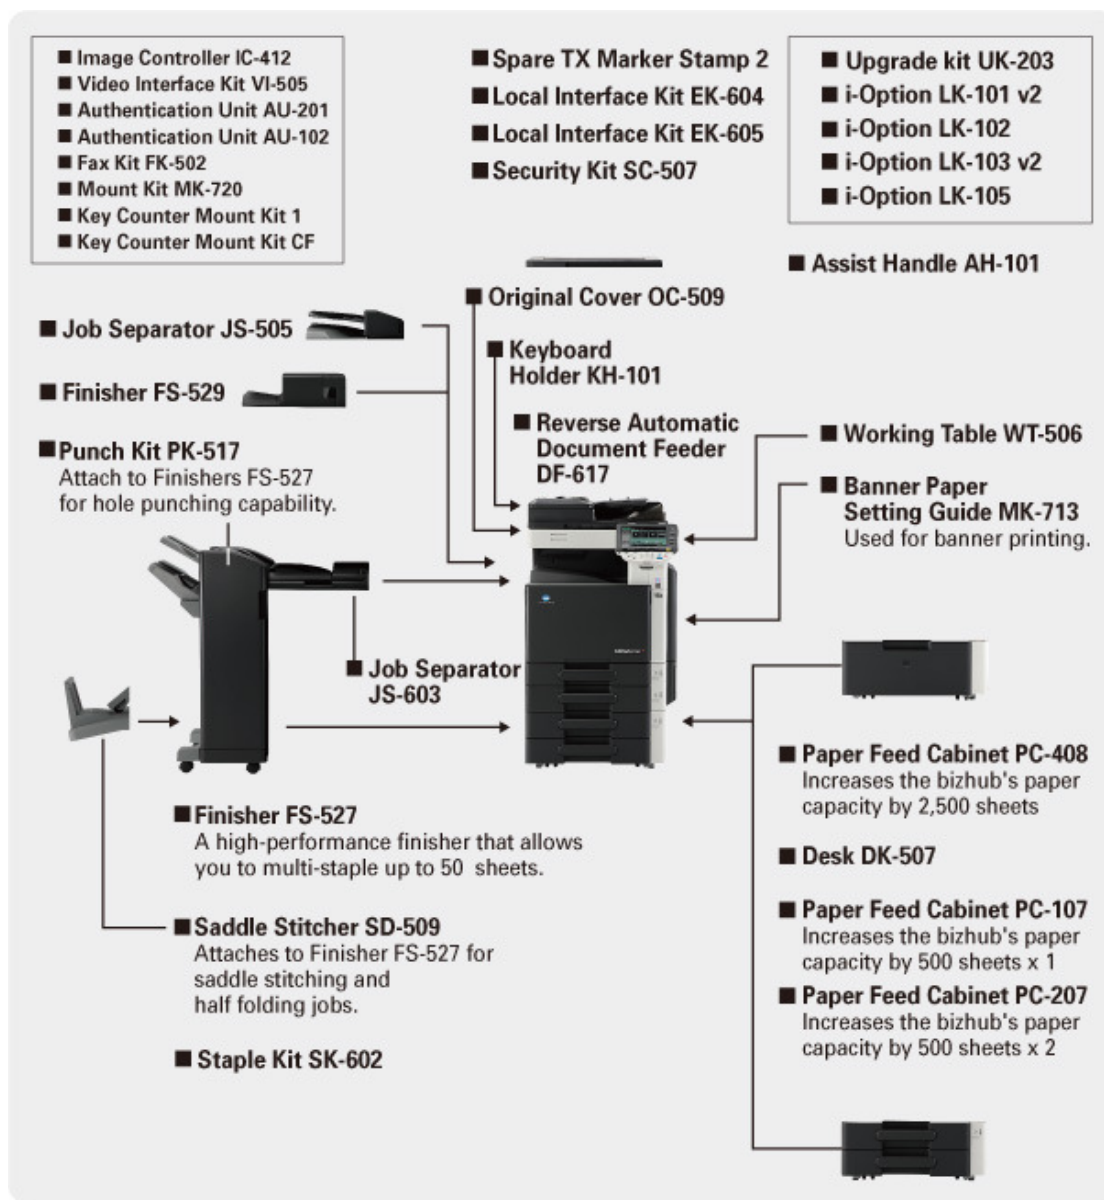 ■ Image Controller IC-412
■ Video Interface Kit VI-505
■ Authentication Unit AU-201
■ Authentication Unit AU-102
■ Fax Kit FK-502
■ Mount Kit MK-720
■ Key Counter Mount Kit 1
■ Key Counter Mount Kit CF
■ Spare TX Marker Stamp 2
■ Local Interface Kit EK-604
■ Local Interface Kit EK-605
■ Security Kit SC-507
■ Upgrade kit UK-203
■ i-Option LK-101 v2
■ i-Option LK-102
■ i-Option LK-103 v2
■ i-Option LK-105
■ Assist Handle AH-101
■ Original Cover OC-509
■ Job Separator JS-505
■ Keyboard
Holder KH-101
■ Finisher FS-529
■ Reverse Automatic
Document Feeder
DF-617
■ Working Table WT-506
■ Punch Kit PK-517
Attach to Finishers FS-527
for hole punching capability.
■ Banner Paper
Setting Guide MK-713
Used for banner printing.
■ Job Separator
JS-603
■ Paper Feed Cabinet PC-408
Increases the bizhub's paper
capacity by 2,500 sheets
■ Finisher FS-527
A high-performance finisher that allows
you to multi-staple up to 50 sheets.
■ Desk DK-507
■ Paper Feed Cabinet PC-107
Increases the bizhub's paper
capacity by 500 sheets x 1
■ Saddle Stitcher SD-509
Attaches to Finisher FS-527 for
saddle stitching and
half folding jobs.
■ Paper Feed Cabinet PC-207
Increases the bizhub's paper
capacity by 500 sheets x 2
■ Staple Kit SK-602